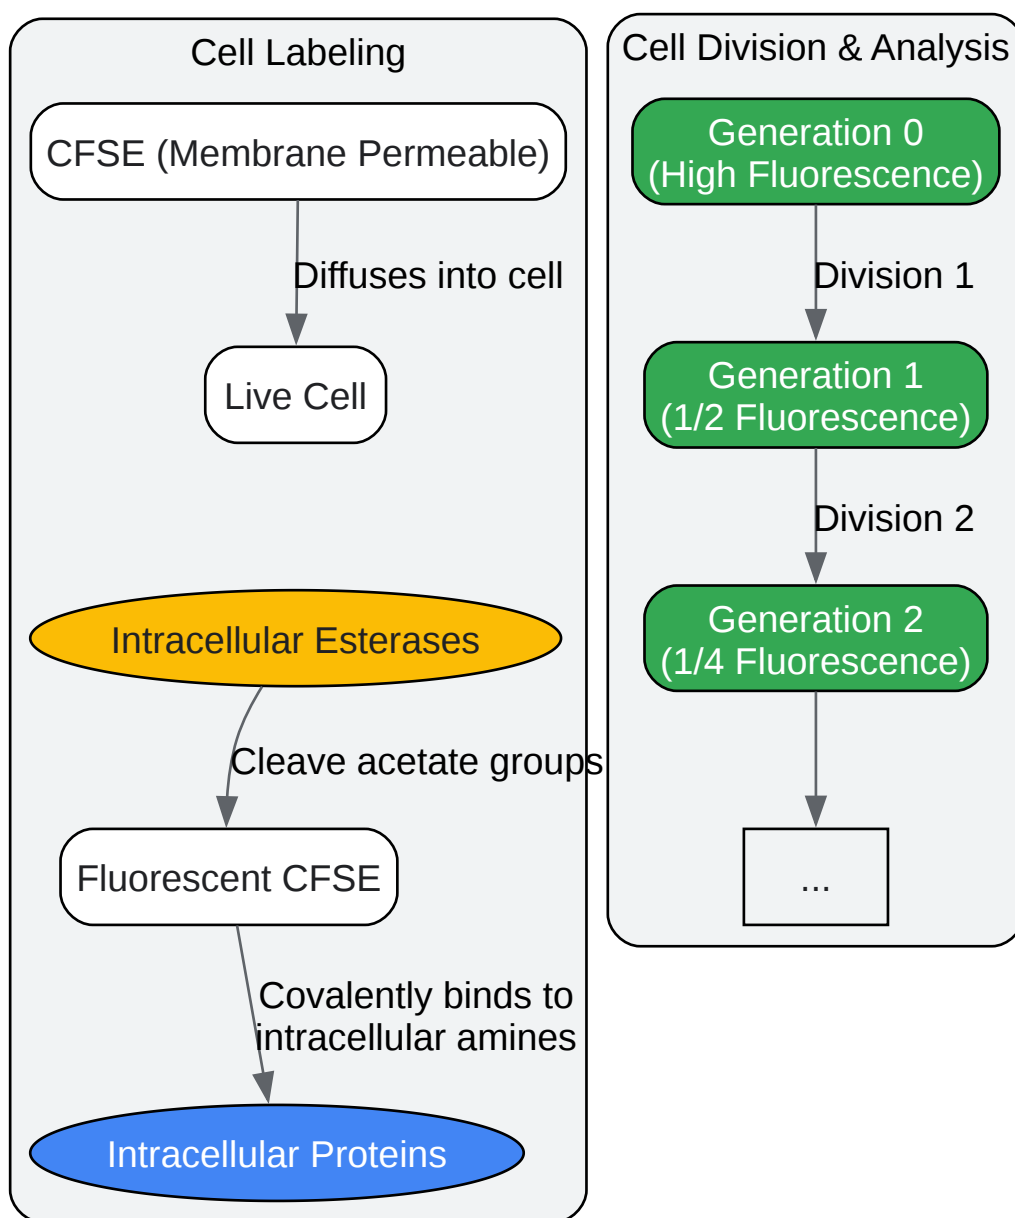 Cell Labeling
CFSE (Membrane Permeable)
Diffuses into cell
Live Cell
Intracellular Esterases
Cleave acetate groups
Fluorescent CFSE
Covalently binds to
intracellular amines
Intracellular Proteins
Cell Division & Analysis
Generation 0
(High Fluorescence)
Division 1
Generation 1
(1/2 Fluorescence)
Division 2
Generation 2
(1/4 Fluorescence)
...